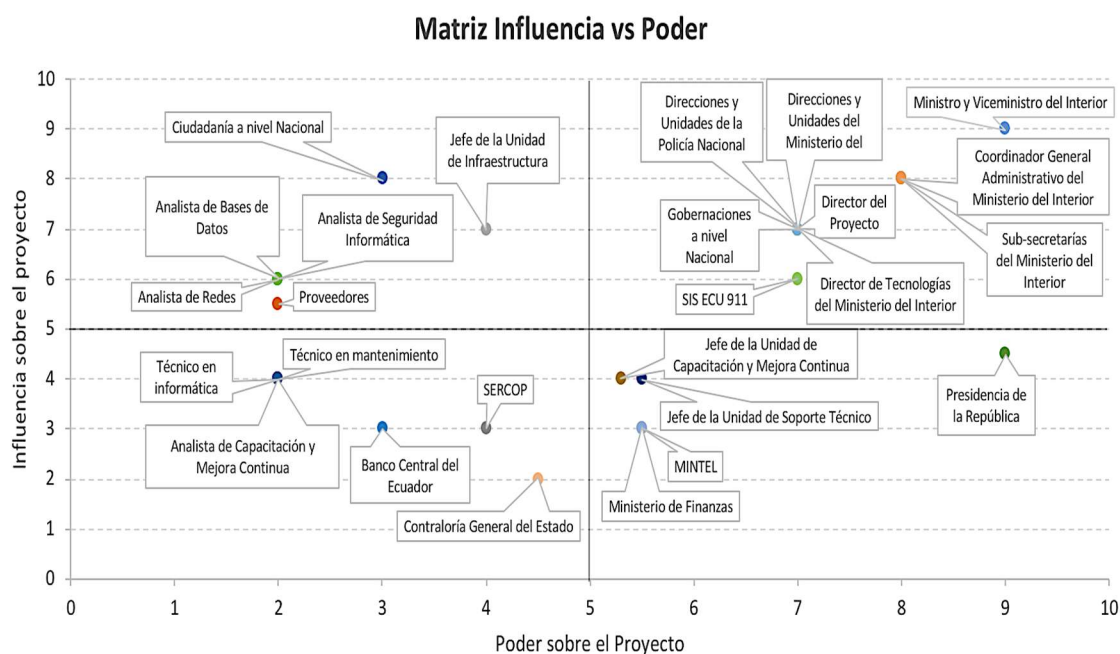 Matriz Influencia vs Poder
Influencia sobre el proyecto
10
9
8
7
6
5
4
3
2
1
0
Ciudadanía a nivel Nacional
Jefe de la Unidad
de Infraestructura
Analista de Bases de
Datos
Analista de Seguridad
Informática
Analista de Redes
Proveedores
Direcciones y
Unidades de la
Policía Nacional
Direcciones y
Unidades del
Ministerio del
Ministro y Viceministro del Interior
Coordinador General
Administrativo del
Ministerio del Interior
Gobernaciones
a nivel
Nacional
Director del
Proyecto
Sub-secretarías
del Ministerio del
Interior
SIS ECU 911
Director de Tecnologías
del Ministerio del Interior
Técnico en
informática
Técnico en mantenimiento
Analista de Capacitación y
Mejora Continua
SERCOP
Banco Central del
Ecuador
Contraloría General del Estado
Jefe de la Unidad de
Capacitación y Mejora Continua
Jefe de la Unidad de Soporte Técnico
MINTEL
Ministerio de Finanzas
Presidencia de
la República
0 1 2 3 4 5 6 7 8 9 10
Poder sobre el Proyecto